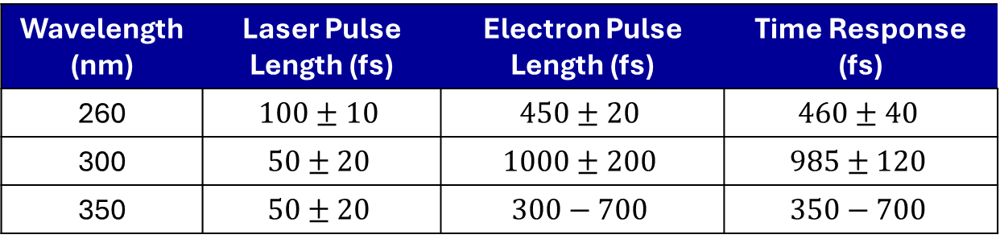 Wavelength (nm) Laser Pulse Length (fs) Electron Pulse Length (fs) Time Response (fs)
260 100 ± 10 450 ± 20 460 ± 40
300 50 ± 20 1000 ± 200 985 ± 120
350 50 ± 20 300 – 700 350 – 700